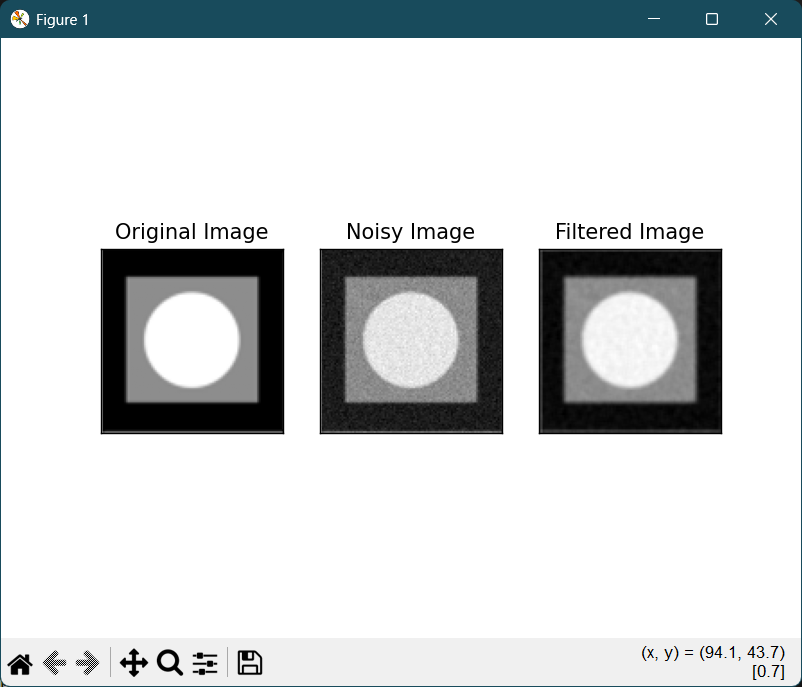 Figure 1
Original Image
Noisy Image
Filtered Image
(x, y) = (94.1, 43.7)
[0.7]